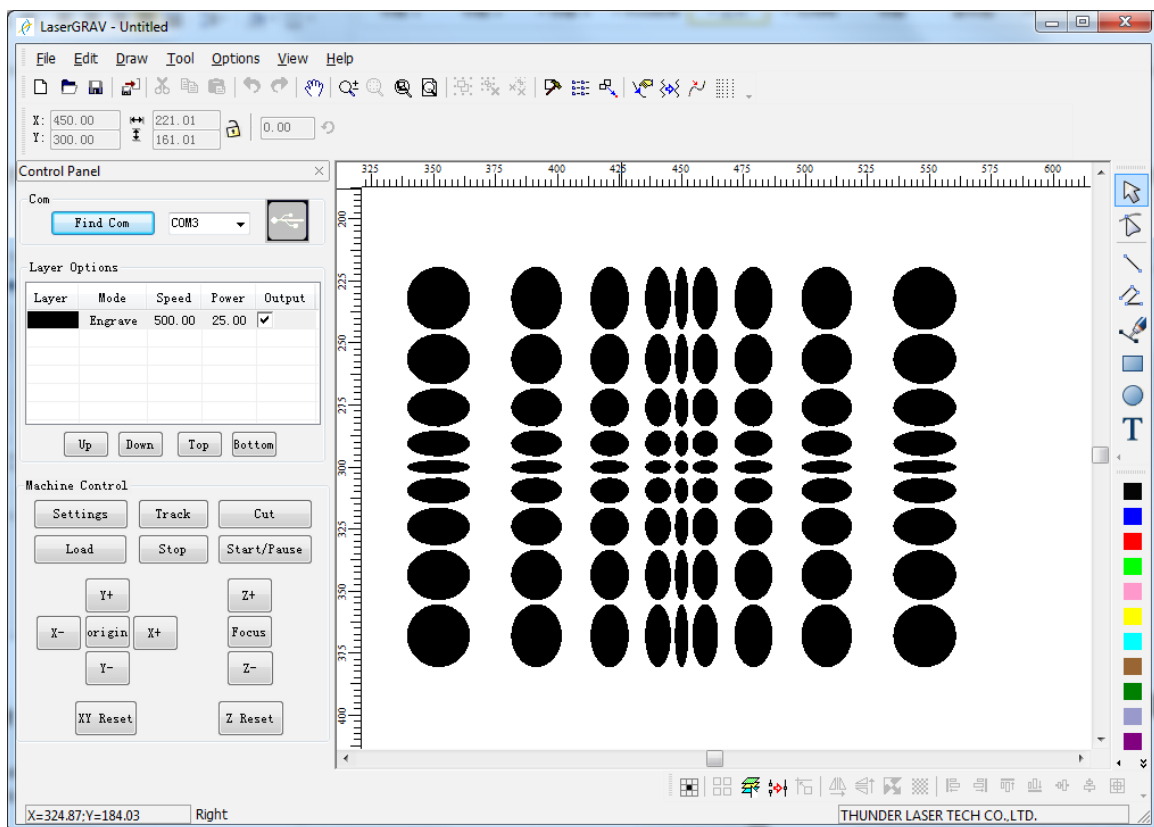 LaserGRAV - Untitled
File Edit Draw Tool Options View Help
X: 450.00 221.01 0.00
Y: 300.00 161.01
Control Panel
325 350 375 400 425 450 475 500 525 550 575 600
Com
Find Com COM3
Layer Options
Layer Mode Speed Power Output
Engrave 500.00 25.00
Up Down Top Bottom
Machine Control
Settings Track Cut
Load Stop Start/Pause
Y+ Z+
X- origin X+ Focus
Y- Z-
XY Reset Z Reset
200
225
250
275
300
325
350
375
400
T
X=324.87;Y=184.03 Right THUNDER LASER TECH CO.,LTD.